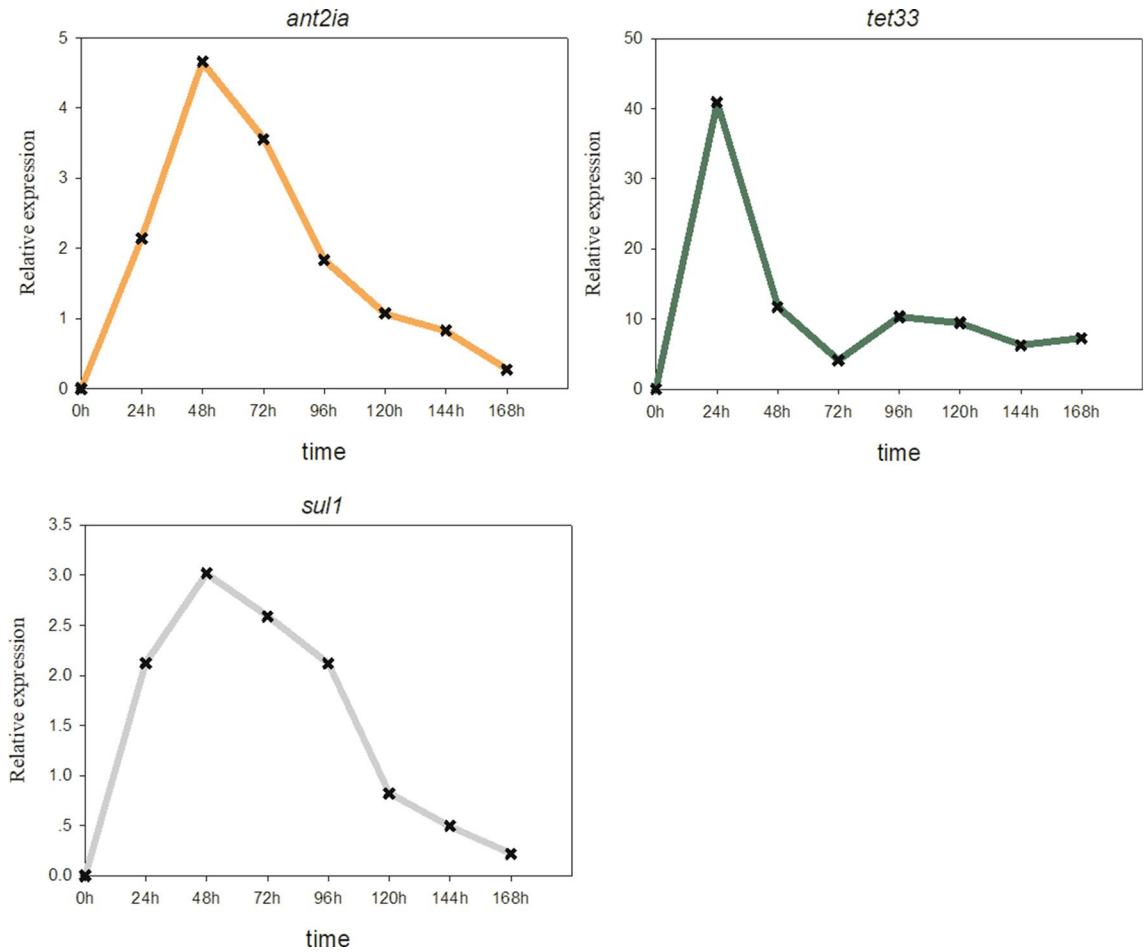 ant2ia
5
4
3
2
1
0
Relative expression
0h 24h 48h 72h 96h 120h 144h 168h
time
tet33
50
40
30
20
10
0
Relative expression
0h 24h 48h 72h 96h 120h 144h 168h
time
sul1
3.5
3.0
2.5
2.0
1.5
1.0
.5
0.0
Relative expression
0h 24h 48h 72h 96h 120h 144h 168h
time